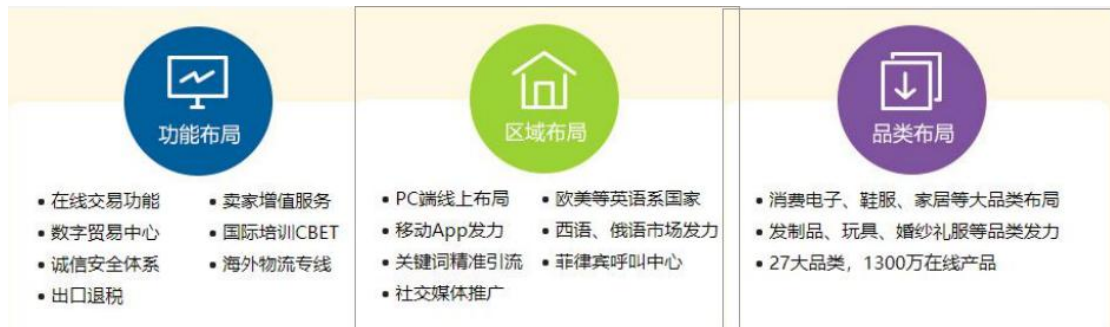 功能布局
• 在线交易功能
• 数字贸易中心
• 诚信安全体系
• 出口退税
• 卖家增值服务
• 国际培训CBET
• 海外物流专线
区域布局
• PC端线上布局
• 移动App发力
• 关键词精准引流
• 社交媒体推广
• 欧美等英语系国家
• 西语、俄语市场发力
• 菲律宾呼叫中心
品类布局
• 消费电子、鞋服、家居等大品类布局
• 发制品、玩具、婚纱礼服等品类发力
• 27大品类，1300万在线产品